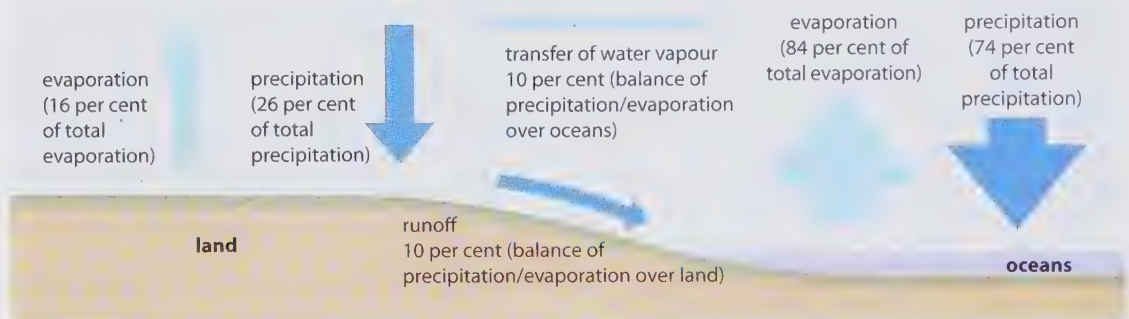 evaporation
(16 per cent
of total
evaporation)
precipitation
(26 per cent
of total
precipitation)
transfer of water vapour
10 per cent (balance of
precipitation/evaporation
over oceans)
evaporation
(84 per cent of
total evaporation)
precipitation
(74 per cent
of total
precipitation)
runoff
10 per cent (balance of
precipitation/evaporation over land)
land
oceans